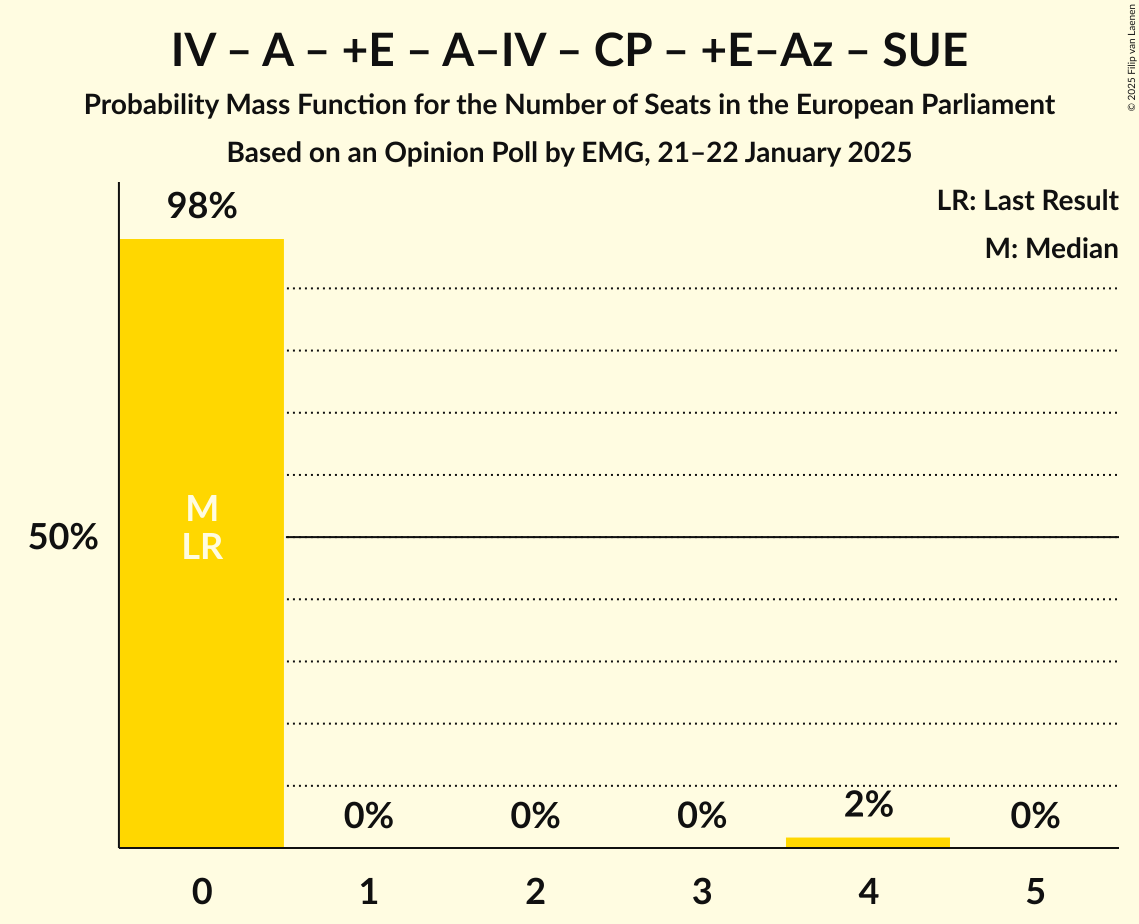 IV – A – +E – A–IV – CP – +E–Az – SUE
Probability Mass Function for the Number of Seats in the European Parliament
Based on an Opinion Poll by EMG, 21–22 January 2025
© 2025 Filip van Laenen
LR: Last Result
M: Median
98%
M
LR
50%
0%
0%
0%
2%
0%
0
1
2
3
4
5